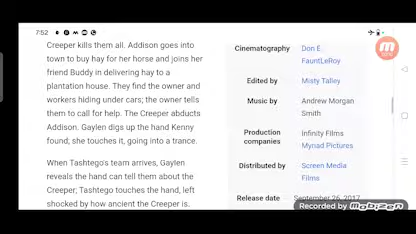 7:52
Creeper kills them all. Addison goes into
town to buy hay for her horse and joins her
friend Buddy in delivering hay to a
plantation house. They find the owner and
workers hiding under cars; the owner tells
them to call for help. The Creeper abducts
Addison. Gaylen digs up the hand Kenny
found; she touches it, going into a trance.
When Tashtego's team arrives, Gaylen
reveals the hand can tell them about the
Creeper; Tashtego touches the hand, left
shocked by how ancient the Creeper is.
Cinematography Don E.
FauntLeRoy
Edited by Misty Talley
Music by Andrew Morgan
Smith
Production Infinity Films
companies Mynad Pictures
Distributed by Screen Media
Films
Release date September 26, 2017
Recorded by Mobizen